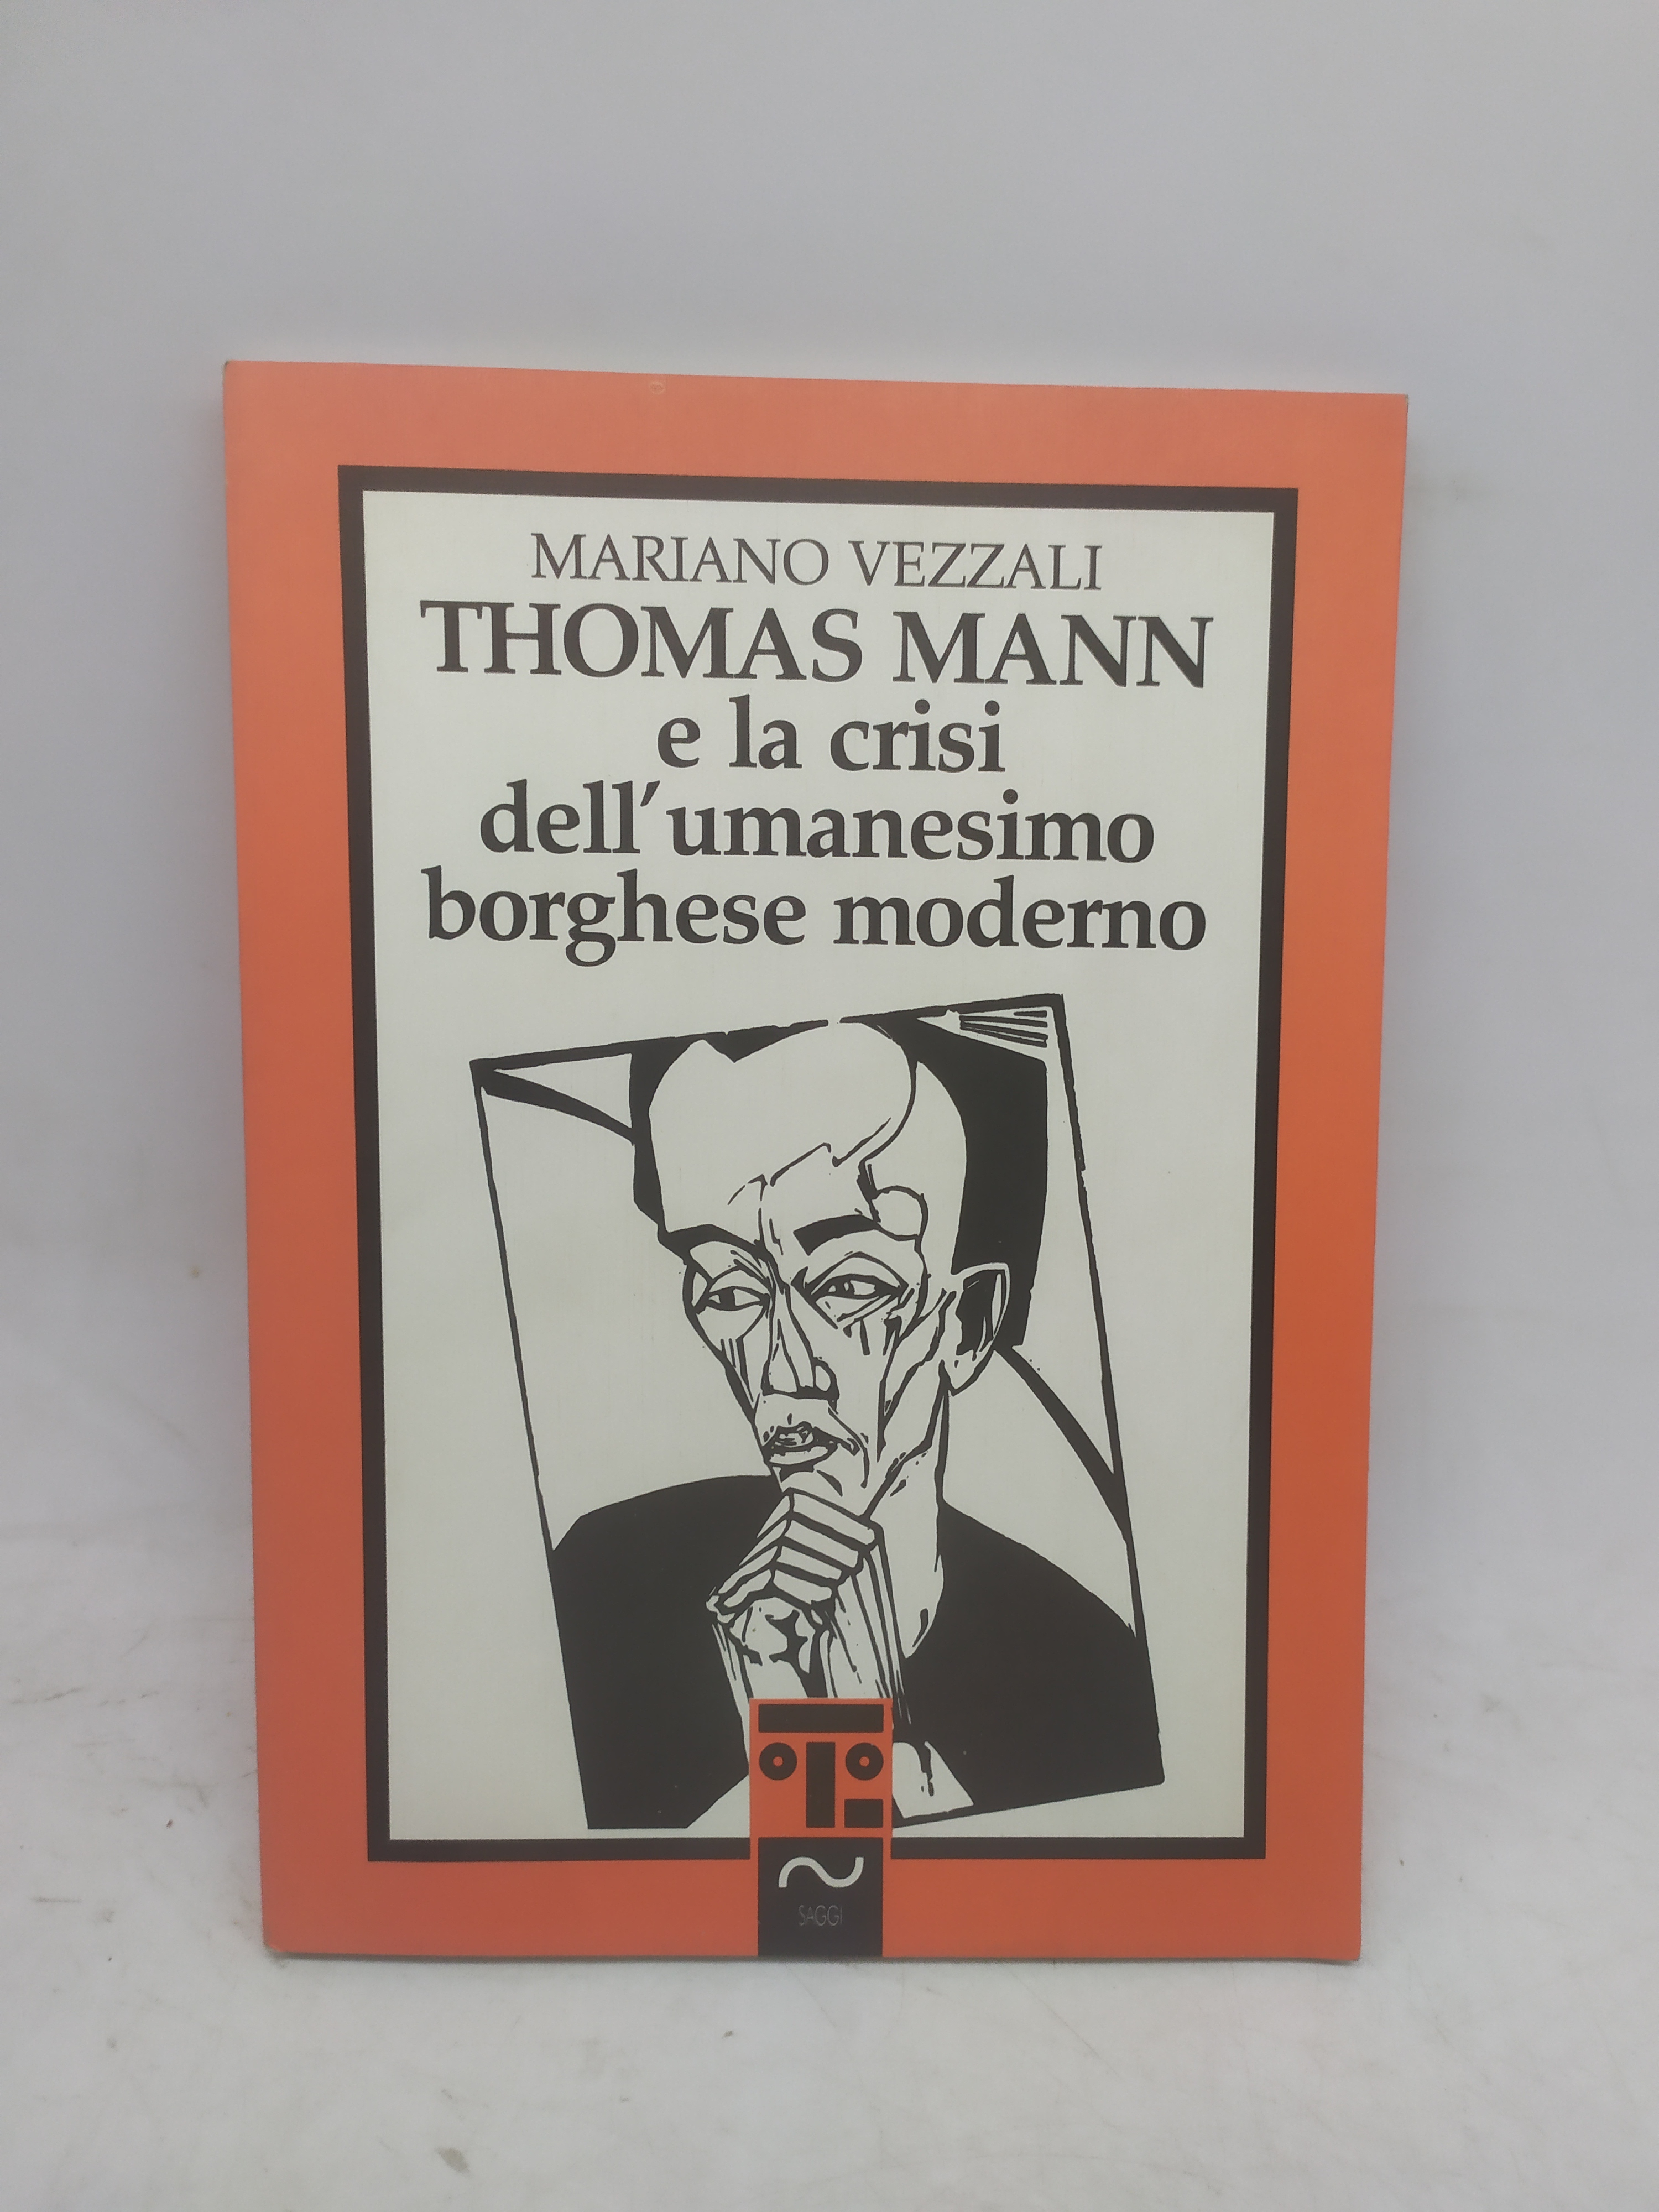 MARIANO VEZZALI
THOMAS MANN
e la crisi
dell'umanesimo
borghese moderno
SAGGI